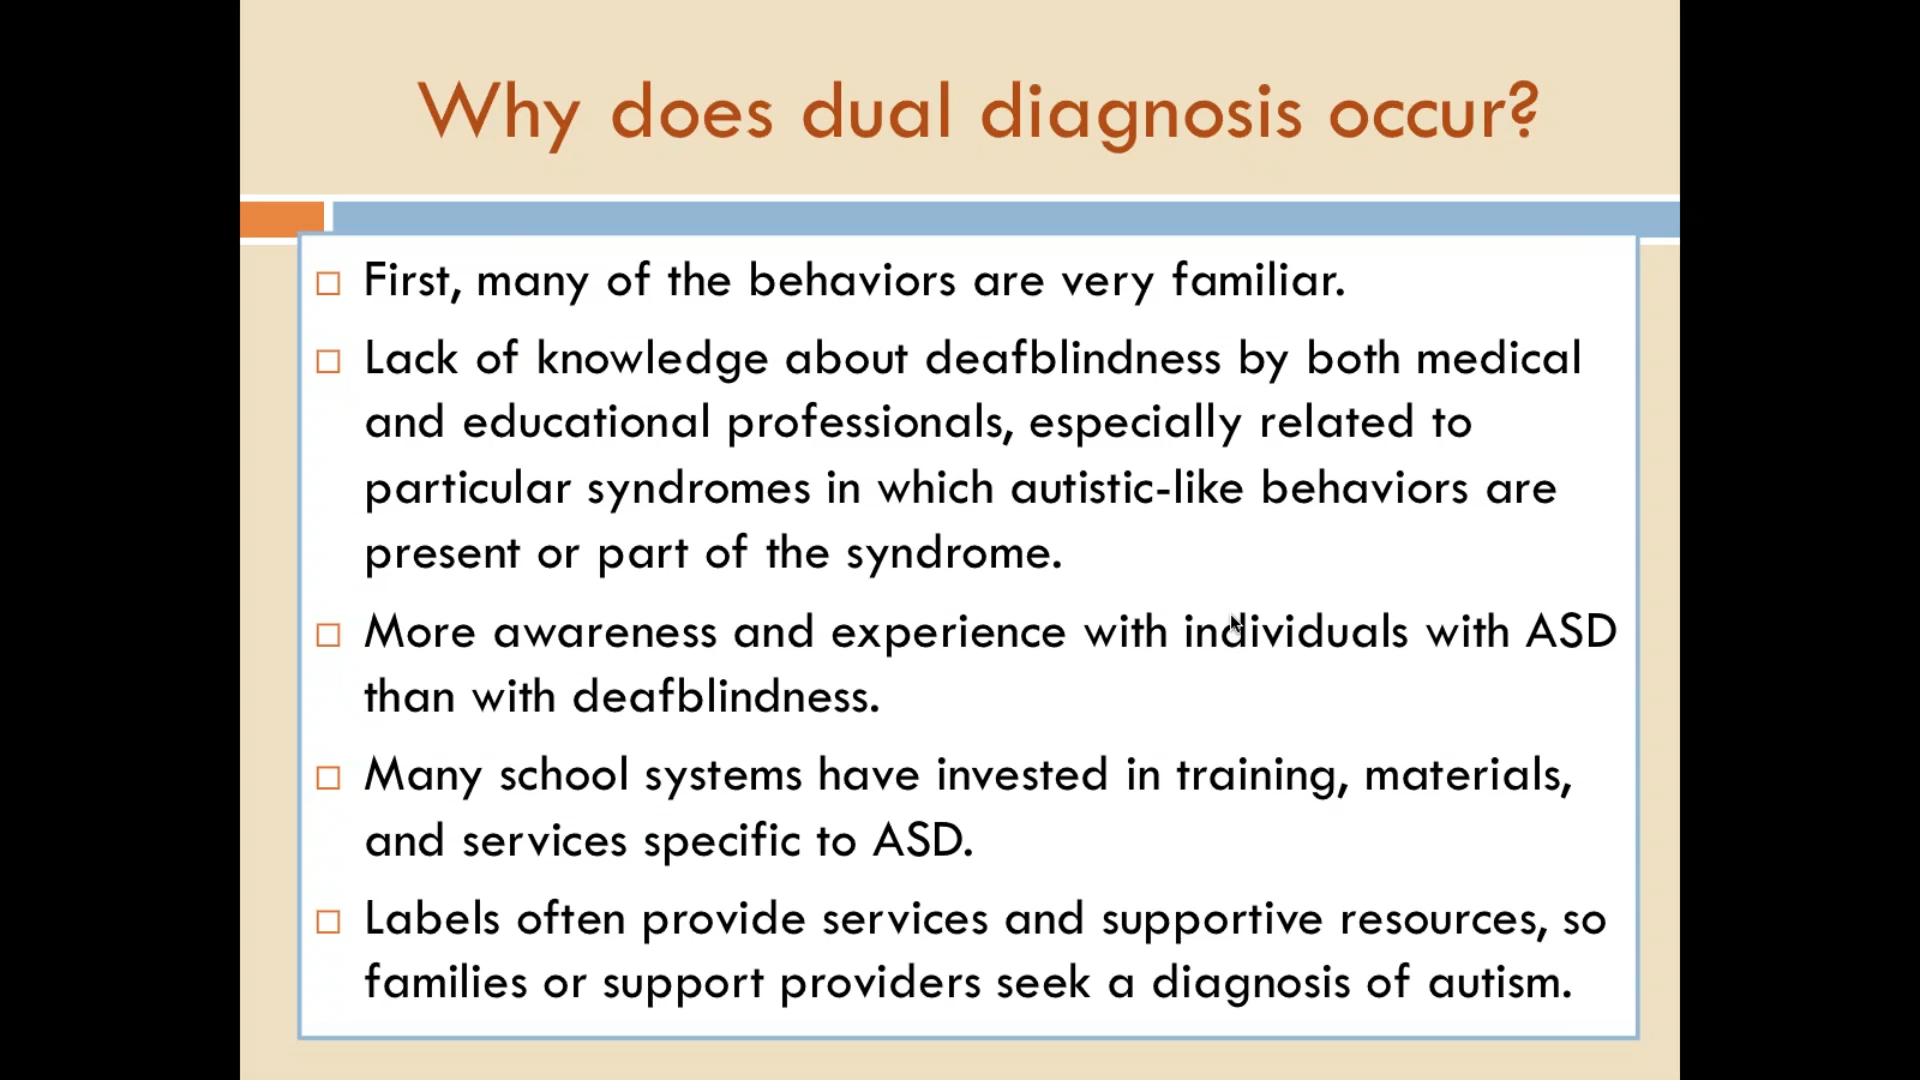 Why does dual diagnosis occur?
First, many of the behaviors are very familiar.
Lack of knowledge about deafblindness by both medical
and educational professionals, especially related to
particular syndromes in which autistic-like behaviors are
present or part of the syndrome.
More awareness and experience with individuals with ASD
than with deafblindness.
Many school systems have invested in training, materials,
and services specific to ASD.
Labels often provide services and supportive resources, so
families or support providers seek a diagnosis of autism.